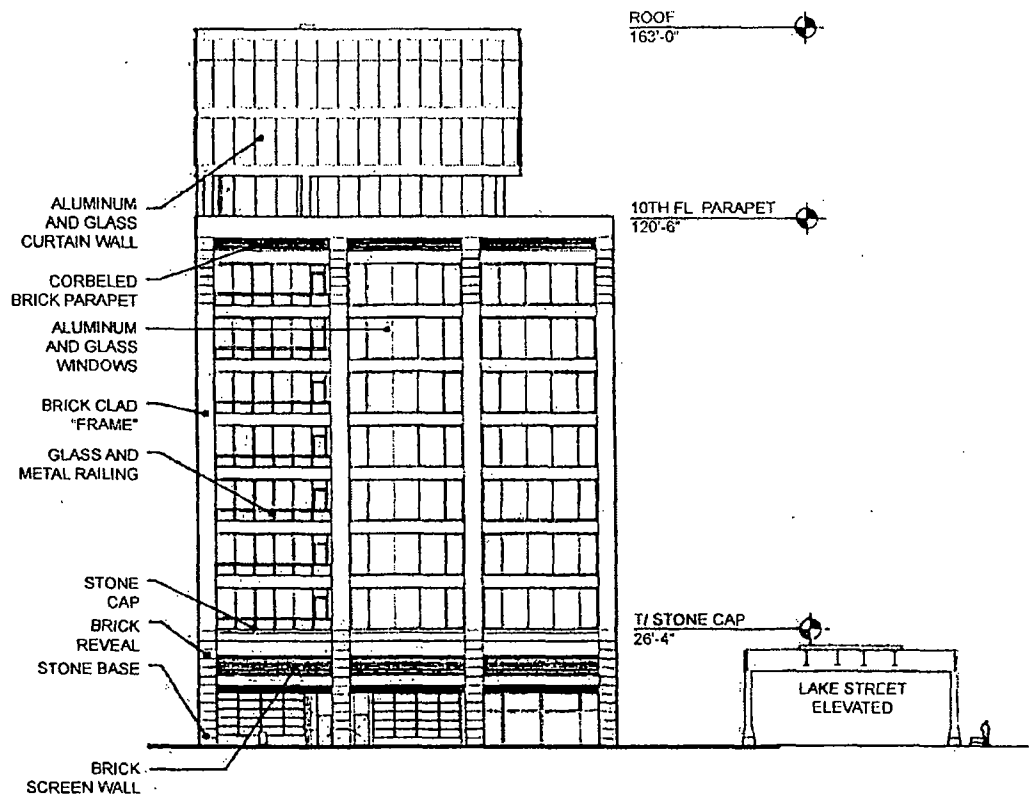 ROOF
163'-0"
ALUMINUM
AND GLASS
CURTAIN WALL
10TH FL PARAPET
120'-6"
CORBELED
BRICK PARAPET
ALUMINUM
AND GLASS
WINDOWS
BRICK CLAD
"FRAME"
GLASS AND
METAL RAILING
STONE
CAP
BRICK
REVEAL
STONE BASE
T/ STONE CAP
26'-4"
LAKE STREET
ELEVATED
BRICK
SCREEN WALL